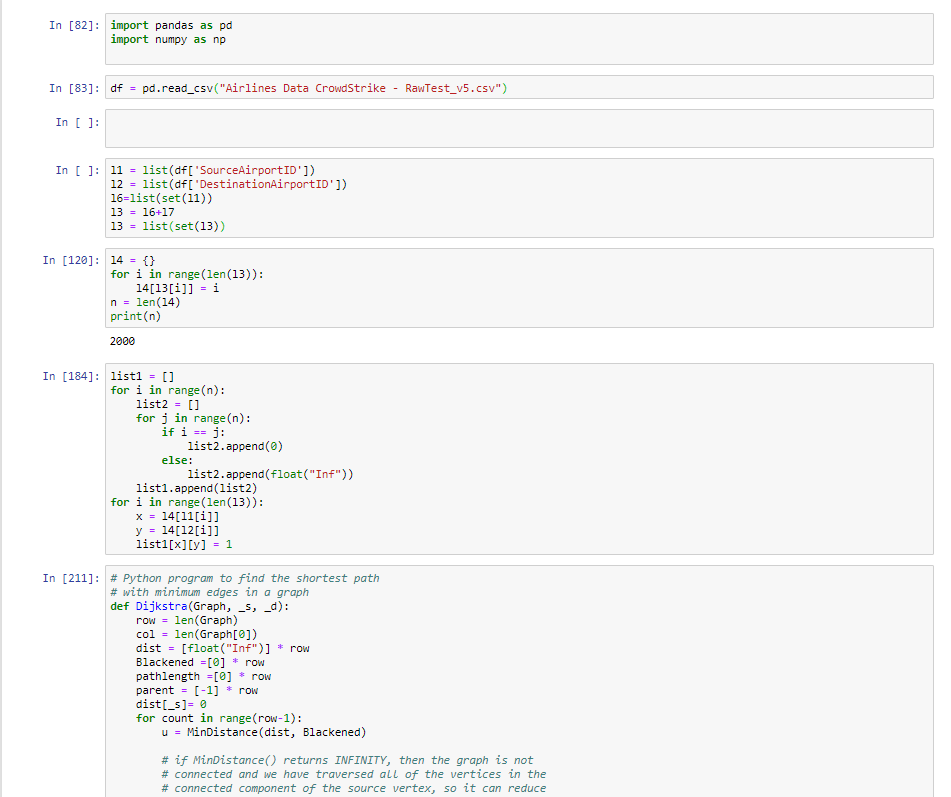 In [82]: import pandas as pd
import numpy as np
In [83]: df = pd.read_csv("Airlines Data CrowdStrike - RawTest_v5.csv")
In [ ]:
In [ ]: l1 = list(df['SourceAirportID'])
l2 = list(df['DestinationAirportID'])
l6=list(set(l1))
l3 = l6+l7
l3 = list(set(l3))
In [120]: l4 = {}
for i in range(len(l3)):
    l4[l3[i]] = i
n = len(l4)
print(n)
2000
In [184]: list1 = []
for i in range(n):
    list2 = []
    for j in range(n):
        if i == j:
            list2.append(0)
        else:
            list2.append(float("Inf"))
    list1.append(list2)
for i in range(len(l3)):
    x = l4[l1[i]]
    y = l4[l2[i]]
    list1[x][y] = 1
In [211]: # Python program to find the shortest path
# with minimum edges in a graph
def Dijkstra(Graph, _s, _d):
    row = len(Graph)
    col = len(Graph[0])
    dist = [float("Inf")] * row
    Blackened =[0] * row
    pathlength =[0] * row
    parent = [-1] * row
    dist[_s]= 0
    for count in range(row-1):
        u = MinDistance(dist, Blackened)
        # if MinDistance() returns INFINITY, then the graph is not
        # connected and we have traversed all of the vertices in the
        # connected component of the source vertex, so it can reduce